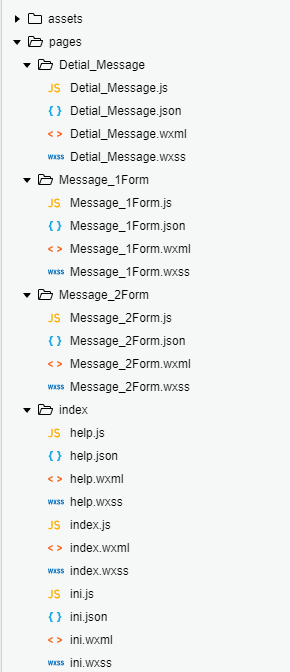 assets
pages
Detial_Message
JS Detial_Message.js
{ } Detial_Message.json
< > Detial_Message.wxml
wxss Detial_Message.wxss
Message_1Form
JS Message_1Form.js
{ } Message_1Form.json
< > Message_1Form.wxml
wxss Message_1Form.wxss
Message_2Form
JS Message_2Form.js
{ } Message_2Form.json
< > Message_2Form.wxml
wxss Message_2Form.wxss
index
JS help.js
{ } help.json
< > help.wxml
wxss help.wxss
JS index.js
< > index.wxml
wxss index.wxss
JS ini.js
{ } ini.json
< > ini.wxml
wxss ini.wxss